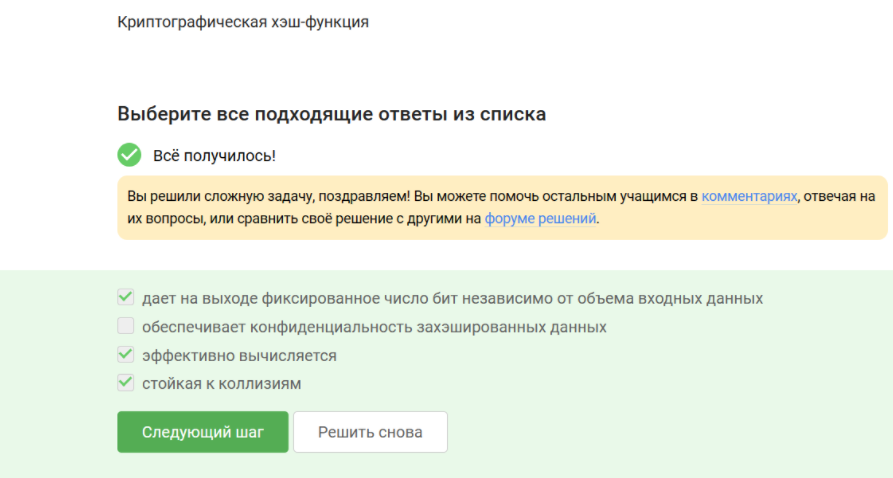 Криптографическая хэш-функция
Выберите все подходящие ответы из списка
Всё получилось!
Вы решили сложную задачу, поздравляем! Вы можете помочь остальным учащимся в комментариях, отвечая на
их вопросы, или сравнить своё решение с другими на форуме решений.
дает на выходе фиксированное число бит независимо от объема входных данных
обеспечивает конфиденциальность захэшированных данных
эффективно вычисляется
стойкая к коллизиям
Следующий шаг Решить снова